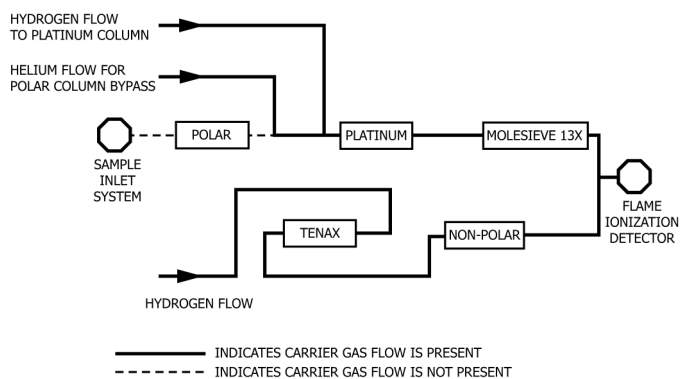 HYDROGEN FLOW
TO PLATINUM COLUMN
HELIUM FLOW FOR
POLAR COLUMN BYPASS
POLAR
PLATINUM
MOLESIEVE 13X
SAMPLE
INLET
SYSTEM
FLAME
IONIZATION
DETECTOR
TENAX
NON-POLAR
HYDROGEN FLOW
INDICATES CARRIER GAS FLOW IS PRESENT
INDICATES CARRIER GAS FLOW IS NOT PRESENT